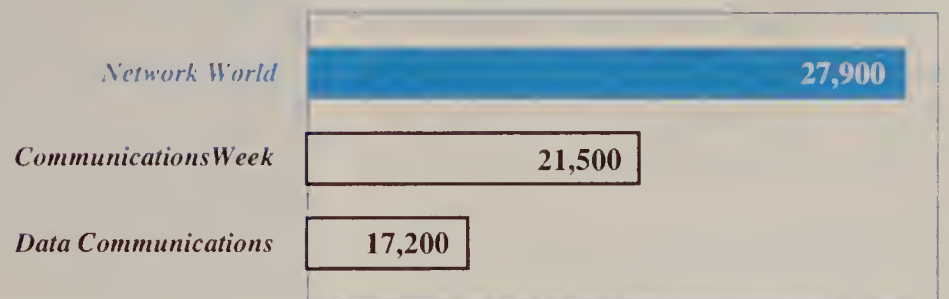 Network World 27,900
CommunicationsWeek 21,500
Data Communications 17,200